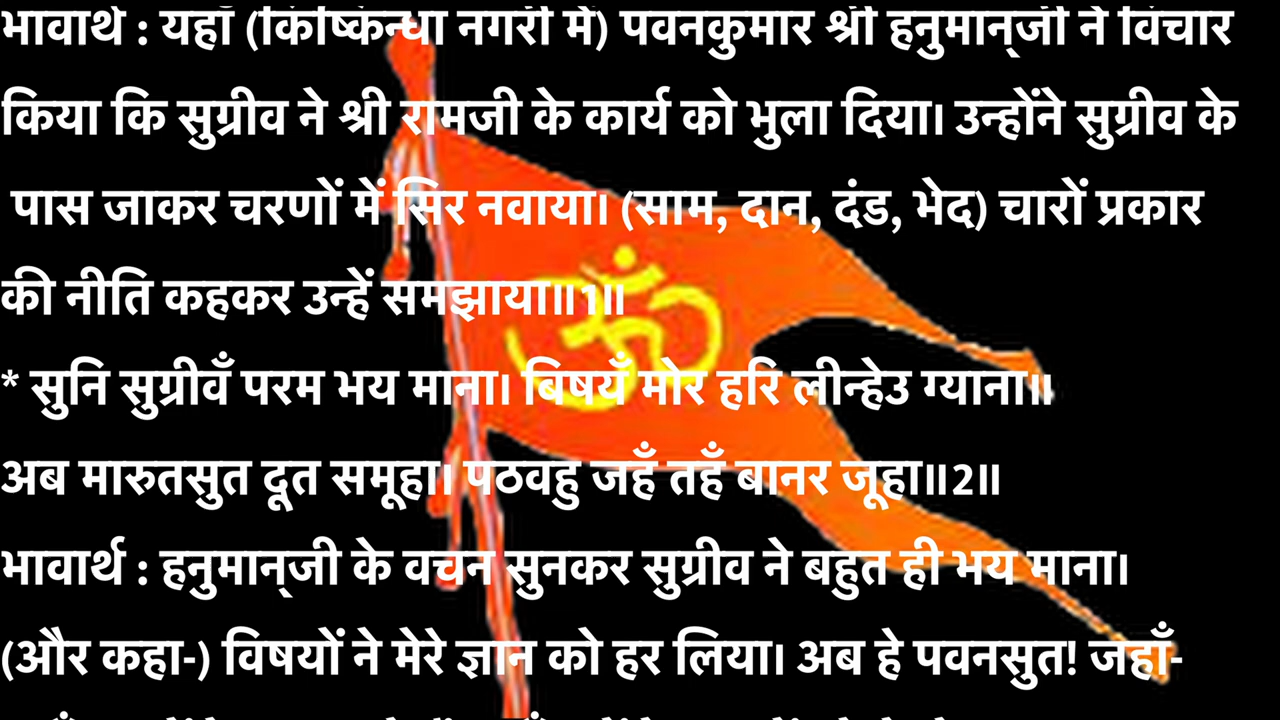 भावार्थ : यहाँ (किष्किन्धा नगरी में) पवनकुमार श्री हनुमान्‌जी ने विचार
किया कि सुग्रीव ने श्री रामजी के कार्य को भुला दिया। उन्होंने सुग्रीव के
पास जाकर चरणों में सिर नवाया। (साम, दान, दंड, भेद) चारों प्रकार
की नीति कहकर उन्हें समझाया॥1॥
* सुनि सुग्रीवँ परम भय माना। बिषयँ मोर हरि लीन्हेउ ग्याना॥
अब मारुतसुत दूत समूहा। पठवहु जहँ तहँ बानर जूहा॥2॥
भावार्थ : हनुमान्‌जी के वचन सुनकर सुग्रीव ने बहुत ही भय माना।
(और कहा-) विषयों ने मेरे ज्ञान को हर लिया। अब हे पवनसुत! जहाँ-